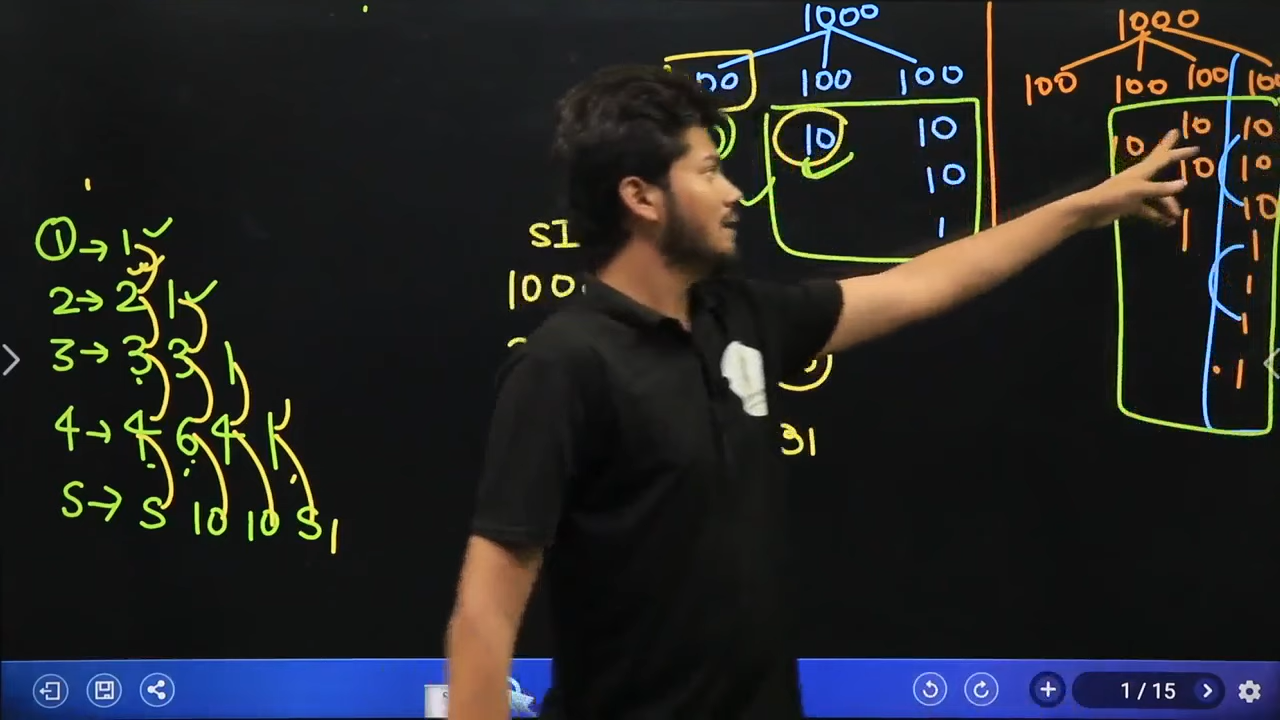 ① → 1
2 → 2 1
3 → 3 3 1
4 → 4 6 4 1
5 → 5 10 10 5 1
SI
100
31
1000
00 100 100
10 10
10
1
1000
100 100 100 100
10 10 10
10 10
10
1 1
1
1
.1
1 / 15